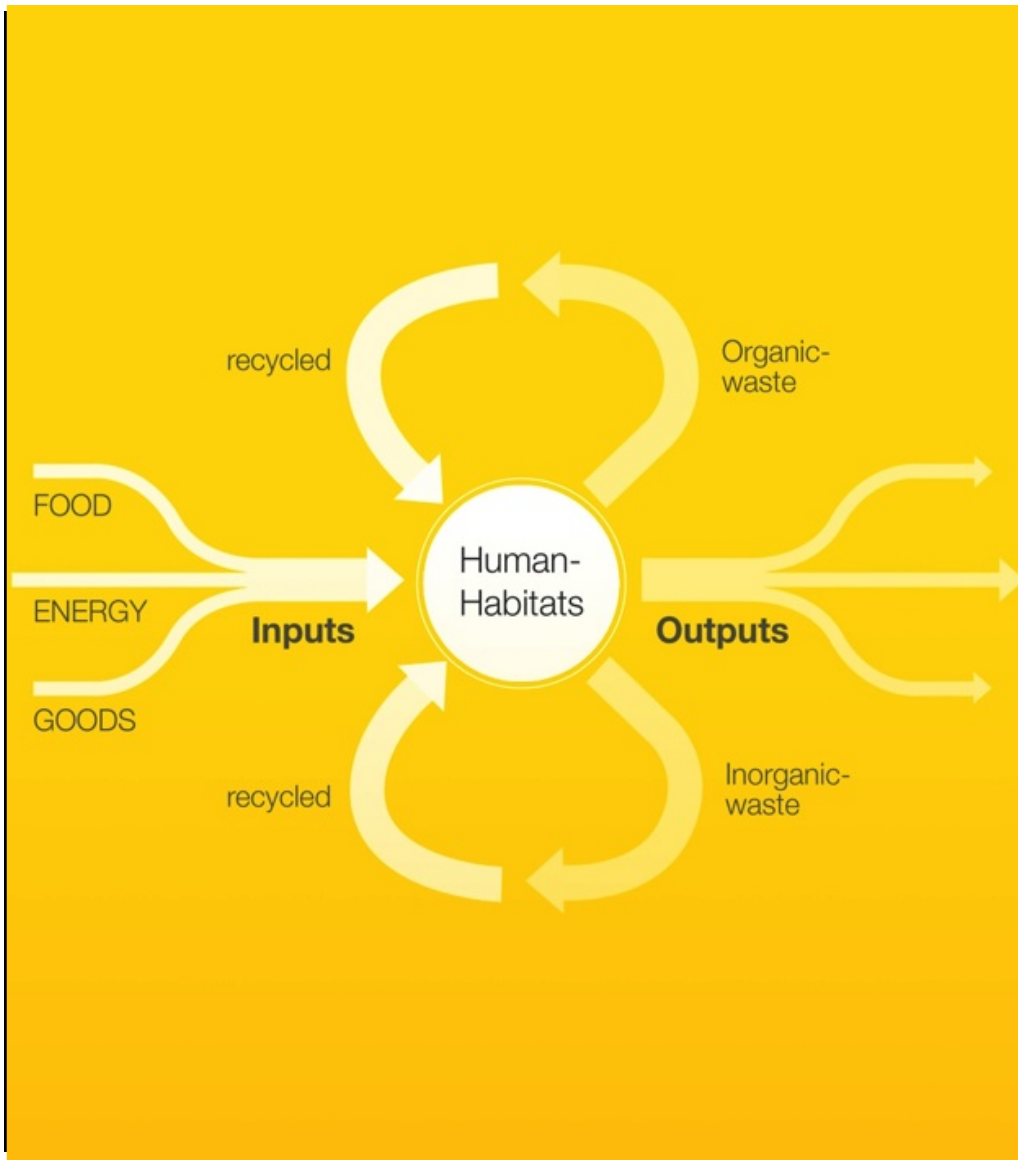 recycled
Organic-
waste
FOOD
Human-
Habitats
ENERGY
Inputs
Outputs
GOODS
recycled
Inorganic-
waste